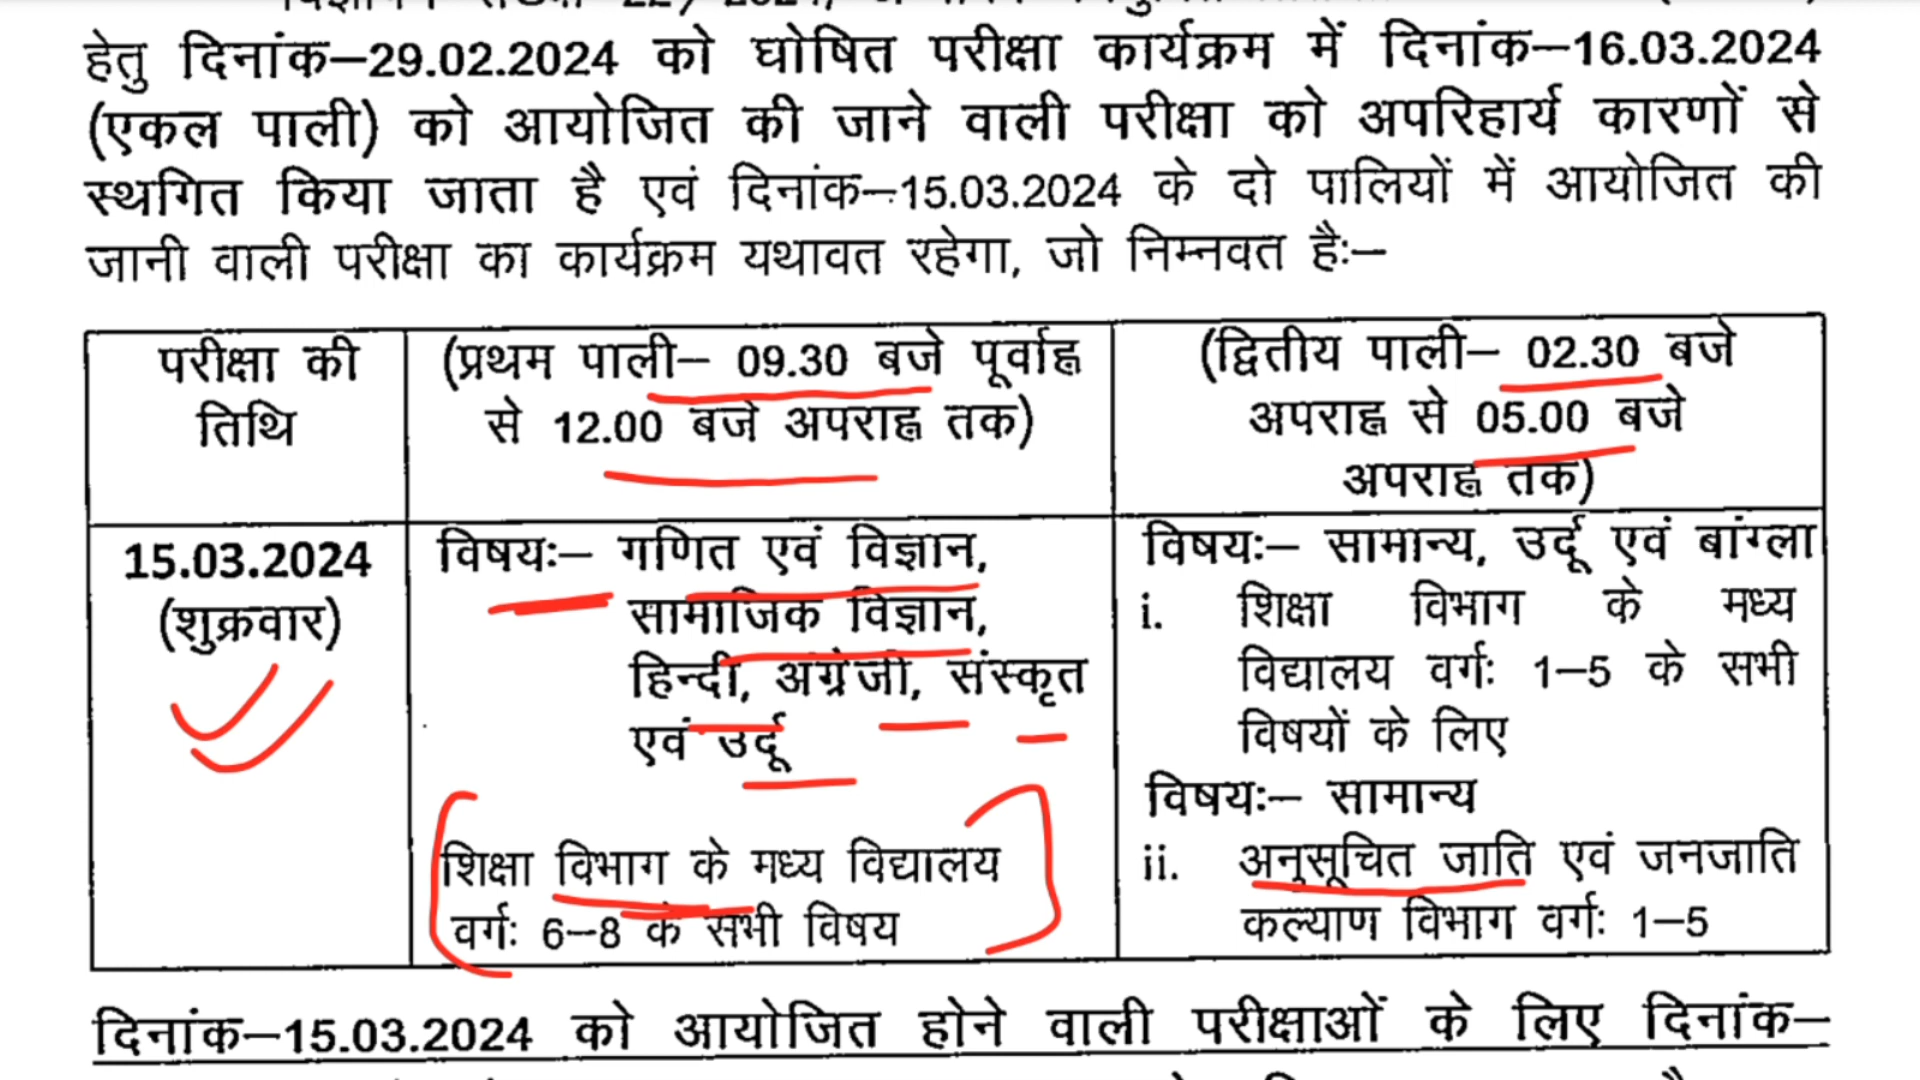 हेतु दिनांक–29.02.2024 को घोषित परीक्षा कार्यक्रम में दिनांक–16.03.2024
(एकल पाली) को आयोजित की जाने वाली परीक्षा को अपरिहार्य कारणों से
स्थगित किया जाता है एवं दिनांक–15.03.2024 के दो पालियों में आयोजित की
जानी वाली परीक्षा का कार्यक्रम यथावत रहेगा, जो निम्नवत है:–
परीक्षा की
तिथि
(प्रथम पाली– 09.30 बजे पूर्वाह्न
से 12.00 बजे अपराह्न तक)
(द्वितीय पाली– 02.30 बजे
अपराह्न से 05.00 बजे
अपराह्न तक)
15.03.2024
(शुक्रवार)
विषय:– गणित एवं विज्ञान,
सामाजिक विज्ञान,
हिन्दी, अंग्रेजी, संस्कृत
एवं उर्दू
शिक्षा विभाग के मध्य विद्यालय
वर्ग: 6–8 के सभी विषय
विषय:– सामान्य, उर्दू एवं बांग्ला
i. शिक्षा विभाग के मध्य
विद्यालय वर्ग: 1–5 के सभी
विषयों के लिए
विषय:– सामान्य
ii. अनुसूचित जाति एवं जनजाति
कल्याण विभाग वर्ग: 1–5
दिनांक–15.03.2024 को आयोजित होने वाली परीक्षाओं के लिए दिनांक–